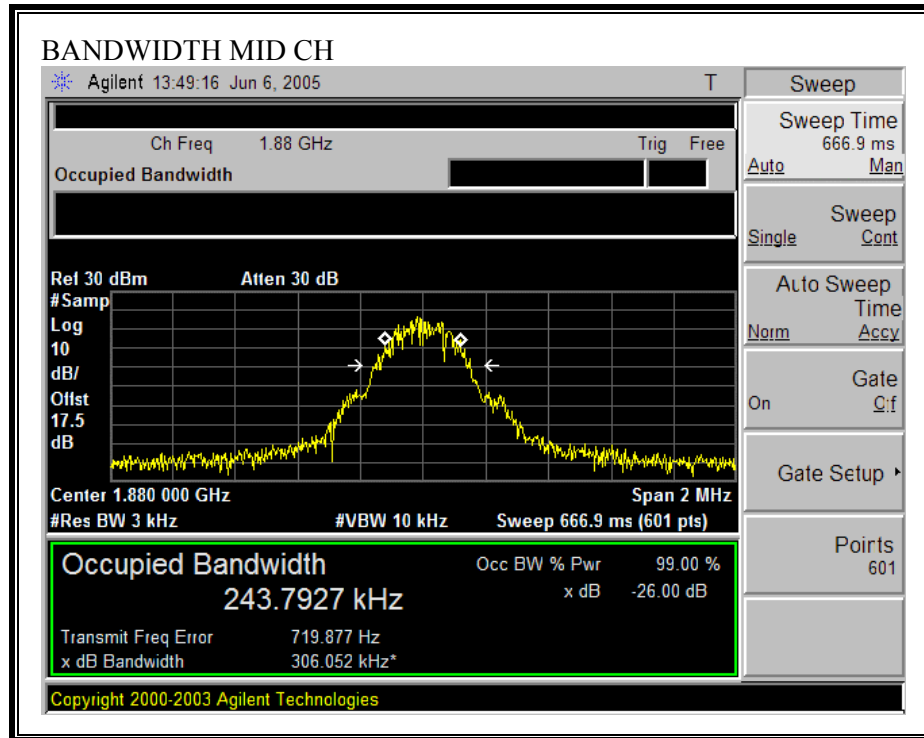 BANDWIDTH MID CH
Agilent 13:49:16 Jun 6, 2005 T
Ch Freq 1.88 GHz Trig Free
Occupied Bandwidth
Ref 30 dBm Atten 30 dB
#Samp
Log
10
dB/
Offst
17.5
dB
Center 1.880 000 GHz Span 2 MHz
#Res BW 3 kHz #VBW 10 kHz Sweep 666.9 ms (601 pts)
Occupied Bandwidth
243.7927 kHz
Occ BW % Pwr 99.00 %
x dB -26.00 dB
Transmit Freq Error 719.877 Hz
x dB Bandwidth 306.052 kHz*
Copyright 2000-2003 Agilent Technologies
Sweep
Sweep Time
666.9 ms
Auto Man
Sweep
Single Cont
Auto Sweep
Time
Norm Accy
Gate
On Off
Gate Setup
Points
601